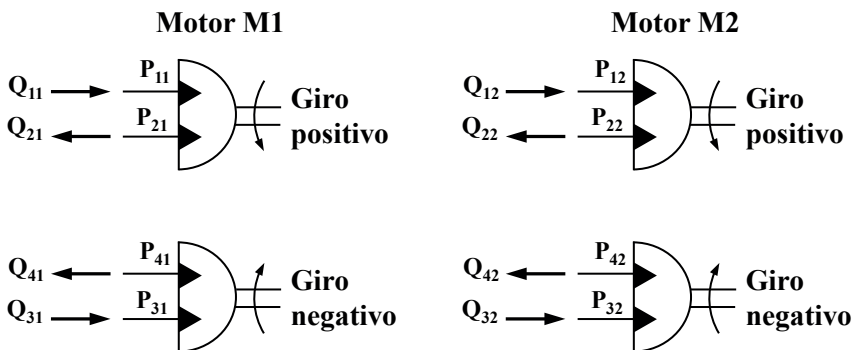 Motor M1
Motor M2
Q11 P11
Q21 P21
Giro
positivo
Q12 P12
Q22 P22
Giro
positivo
Q41 P41
Q31 P31
Giro
negativo
Q42 P42
Q32 P32
Giro
negativo